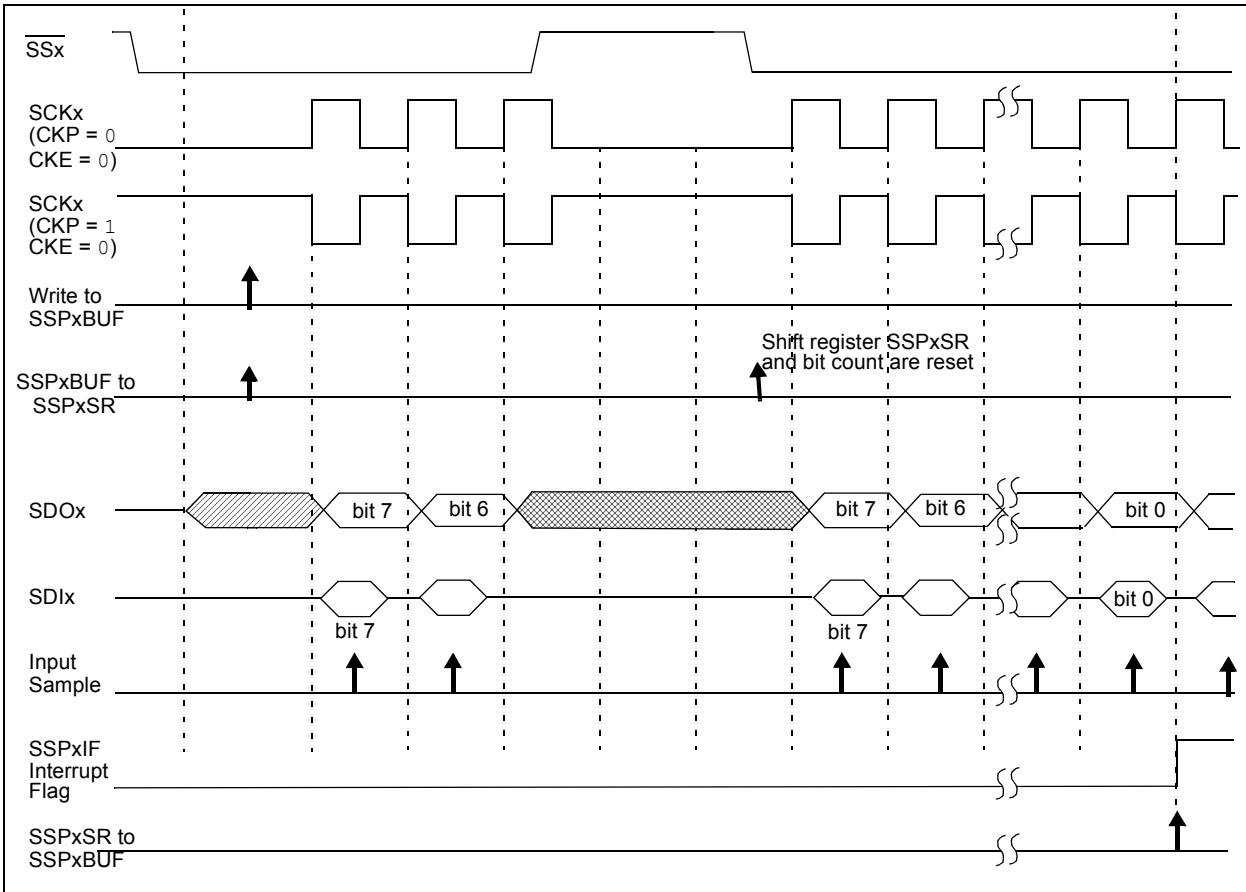 SSx
SCKx
(CKP = 0
CKE = 0)
SCKx
(CKP = 1
CKE = 0)
Write to
SSPxBUF
Shift register SSPxSR
and bit count are reset
SSPxBUF to
SSPxSR
SDOx
bit 7
bit 6
bit 7
bit 6
bit 0
SDIx
bit 0
bit 7
bit 7
Input
Sample
SSPxIF
Interrupt
Flag
SSPxSR to
SSPxBUF